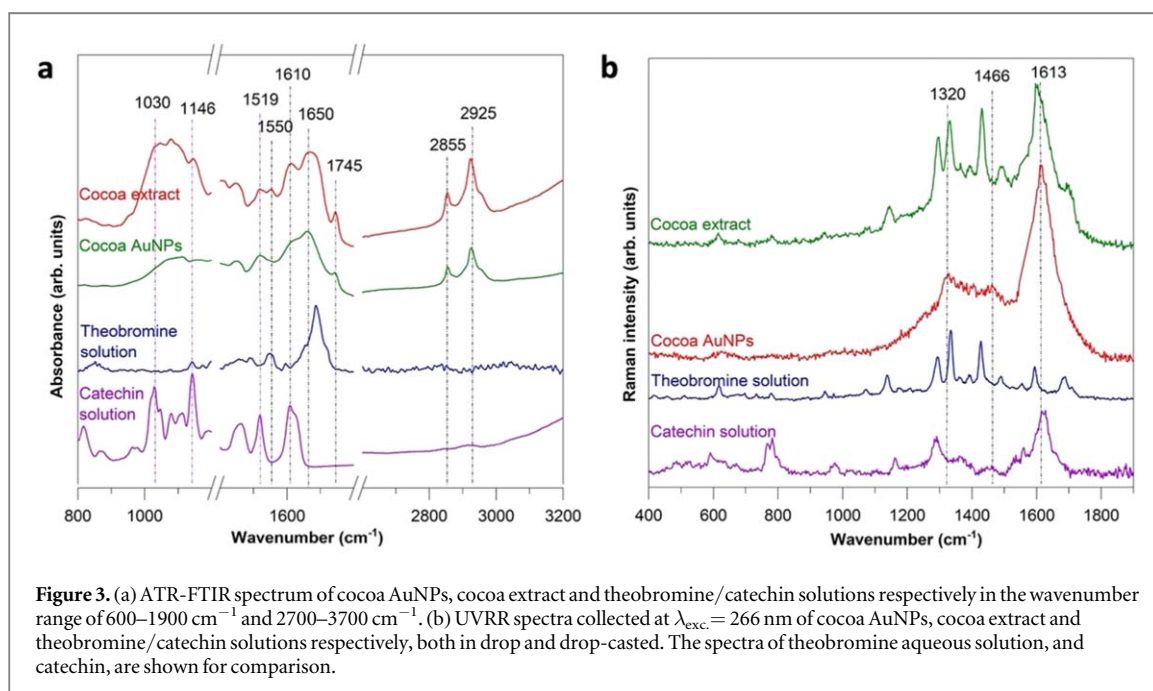 a
1030
1146
1519
1550
1610
1650
1745
2855
2925
Cocoa extract
Cocoa AuNPs
Theobromine
solution
Catechin
solution
Absorbance (arb. units)
800 1000 1600 2800 3000 3200
Wavenumber (cm⁻¹)
b
1320
1466
1613
Cocoa extract
Cocoa AuNPs
Theobromine solution
Catechin solution
Raman intensity (arb. units)
400 600 800 1000 1200 1400 1600 1800
Wavenumber (cm⁻¹)
Figure 3. (a) ATR-FTIR spectrum of cocoa AuNPs, cocoa extract and theobromine/catechin solutions respectively in the wavenumber
range of 600–1900 cm⁻¹ and 2700–3700 cm⁻¹. (b) UVRR spectra collected at λexc.= 266 nm of cocoa AuNPs, cocoa extract and
theobromine/catechin solutions respectively, both in drop and drop-casted. The spectra of theobromine aqueous solution, and
catechin, are shown for comparison.